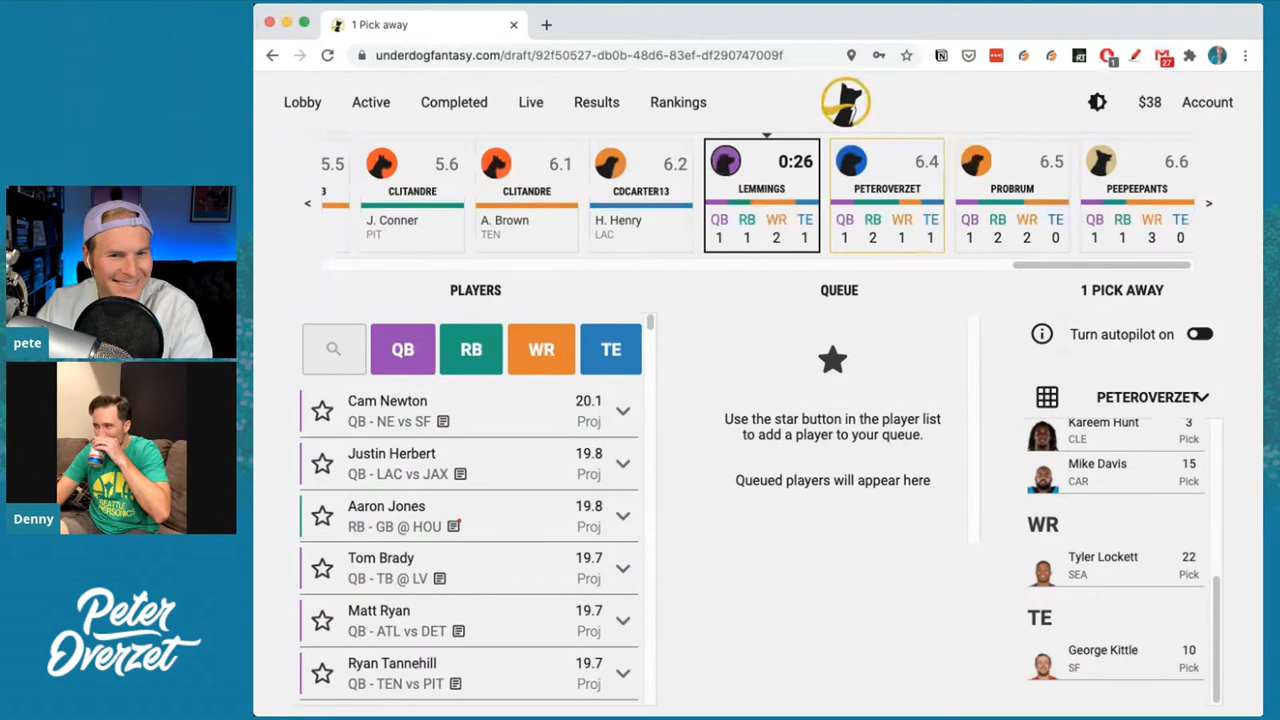 1 Pick away
underdogfantasy.com/draft/92f50527-db0b-48d6-83ef-df290747009f
1
27
Lobby Active Completed Live Results Rankings $38 Account
5.5 5.6 6.1 6.2 0:26 6.4 6.5 6.6
3 CLITANDRE CLITANDRE CDCARTER13 LEMMINGS PETEROVERZET PROBRUM PEEPEEPANTS
J. Conner A. Brown H. Henry QB RB WR TE QB RB WR TE QB RB WR TE QB RB WR TE
PIT TEN LAC 1 1 2 1 1 2 1 1 1 2 2 0 1 1 3 0
< >
PLAYERS
QB RB WR TE
Cam Newton 20.1
QB - NE vs SF Proj
Justin Herbert 19.8
QB - LAC vs JAX Proj
Aaron Jones 19.8
RB - GB @ HOU Proj
Tom Brady 19.7
QB - TB @ LV Proj
Matt Ryan 19.7
QB - ATL vs DET Proj
Ryan Tannehill 19.7
QB - TEN vs PIT Proj
QUEUE
Use the star button in the player list
to add a player to your queue.
Queued players will appear here
1 PICK AWAY
Turn autopilot on
PETEROVERZET
Kareem Hunt 3
CLE Pick
Mike Davis 15
CAR Pick
WR
Tyler Lockett 22
SEA Pick
TE
George Kittle 10
SF Pick
pete
SEATTLE
SUPERSONICS
Denny
Peter
Overzet